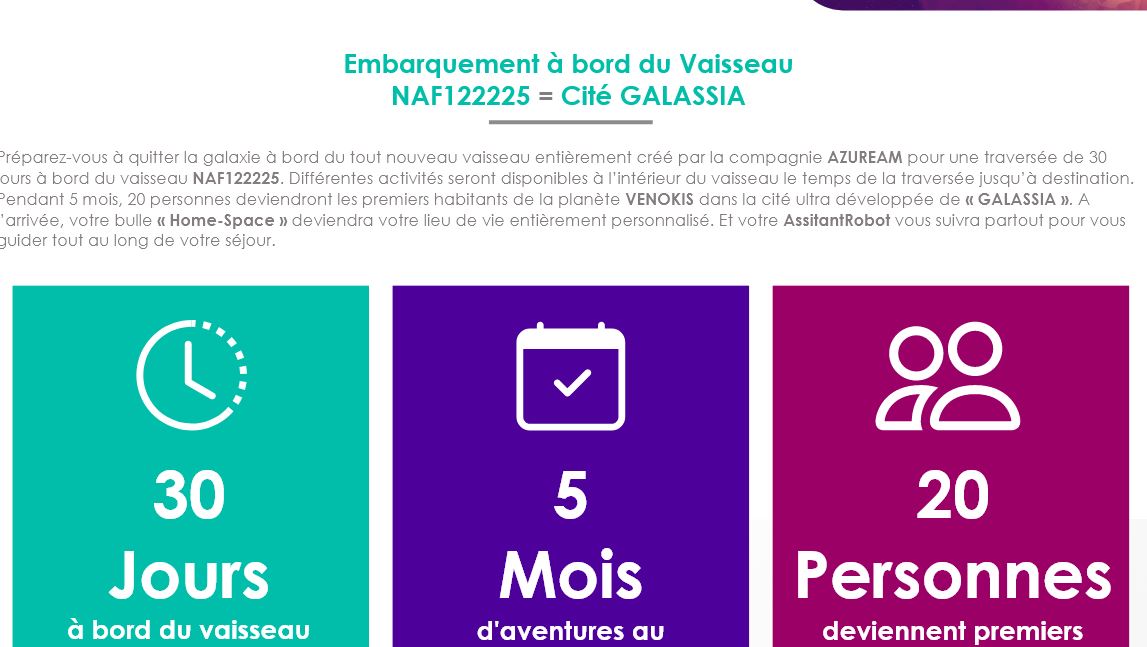 Embarquement à bord du Vaisseau
NAF122225 = Cité GALASSIA
Préparez-vous à quitter la galaxie à bord du tout nouveau vaisseau entièrement créé par la compagnie AZUREAM pour une traversée de 30
jours à bord du vaisseau NAF122225. Différentes activités seront disponibles à l'intérieur du vaisseau le temps de la traversée jusqu'à destination.
Pendant 5 mois, 20 personnes deviendront les premiers habitants de la planète VENOKIS dans la cité ultra développée de « GALASSIA ». A
l'arrivée, votre bulle « Home-Space » deviendra votre lieu de vie entièrement personnalisé. Et votre AssitantRobot vous suivra partout pour vous
guider tout au long de votre séjour.
30
Jours
à bord du vaisseau
5
Mois
d'aventures au
20
Personnes
deviennent premiers